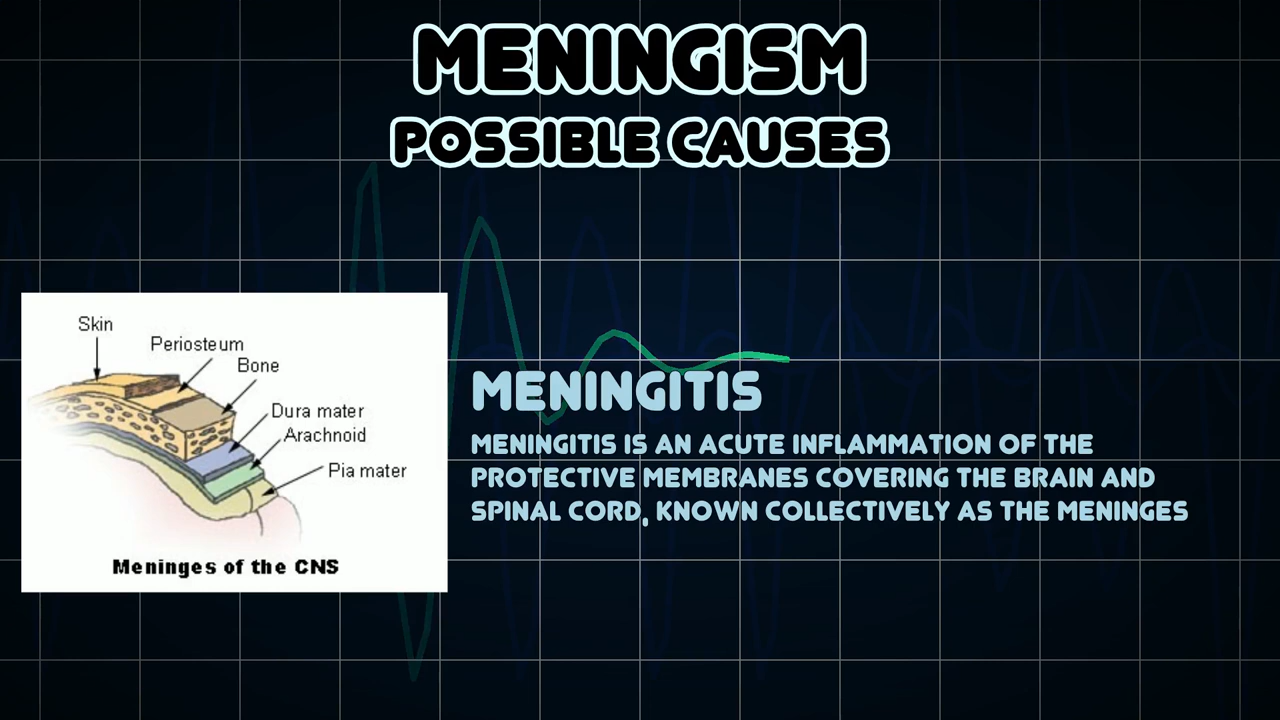 MENINGISM
POSSIBLE CAUSES
Skin
Periosteum
Bone
Dura mater
Arachnoid
Pia mater
Meninges of the CNS
MENINGITIS
MENINGITIS IS AN ACUTE INFLAMMATION OF THE
PROTECTIVE MEMBRANES COVERING THE BRAIN AND
SPINAL CORD, KNOWN COLLECTIVELY AS THE MENINGES